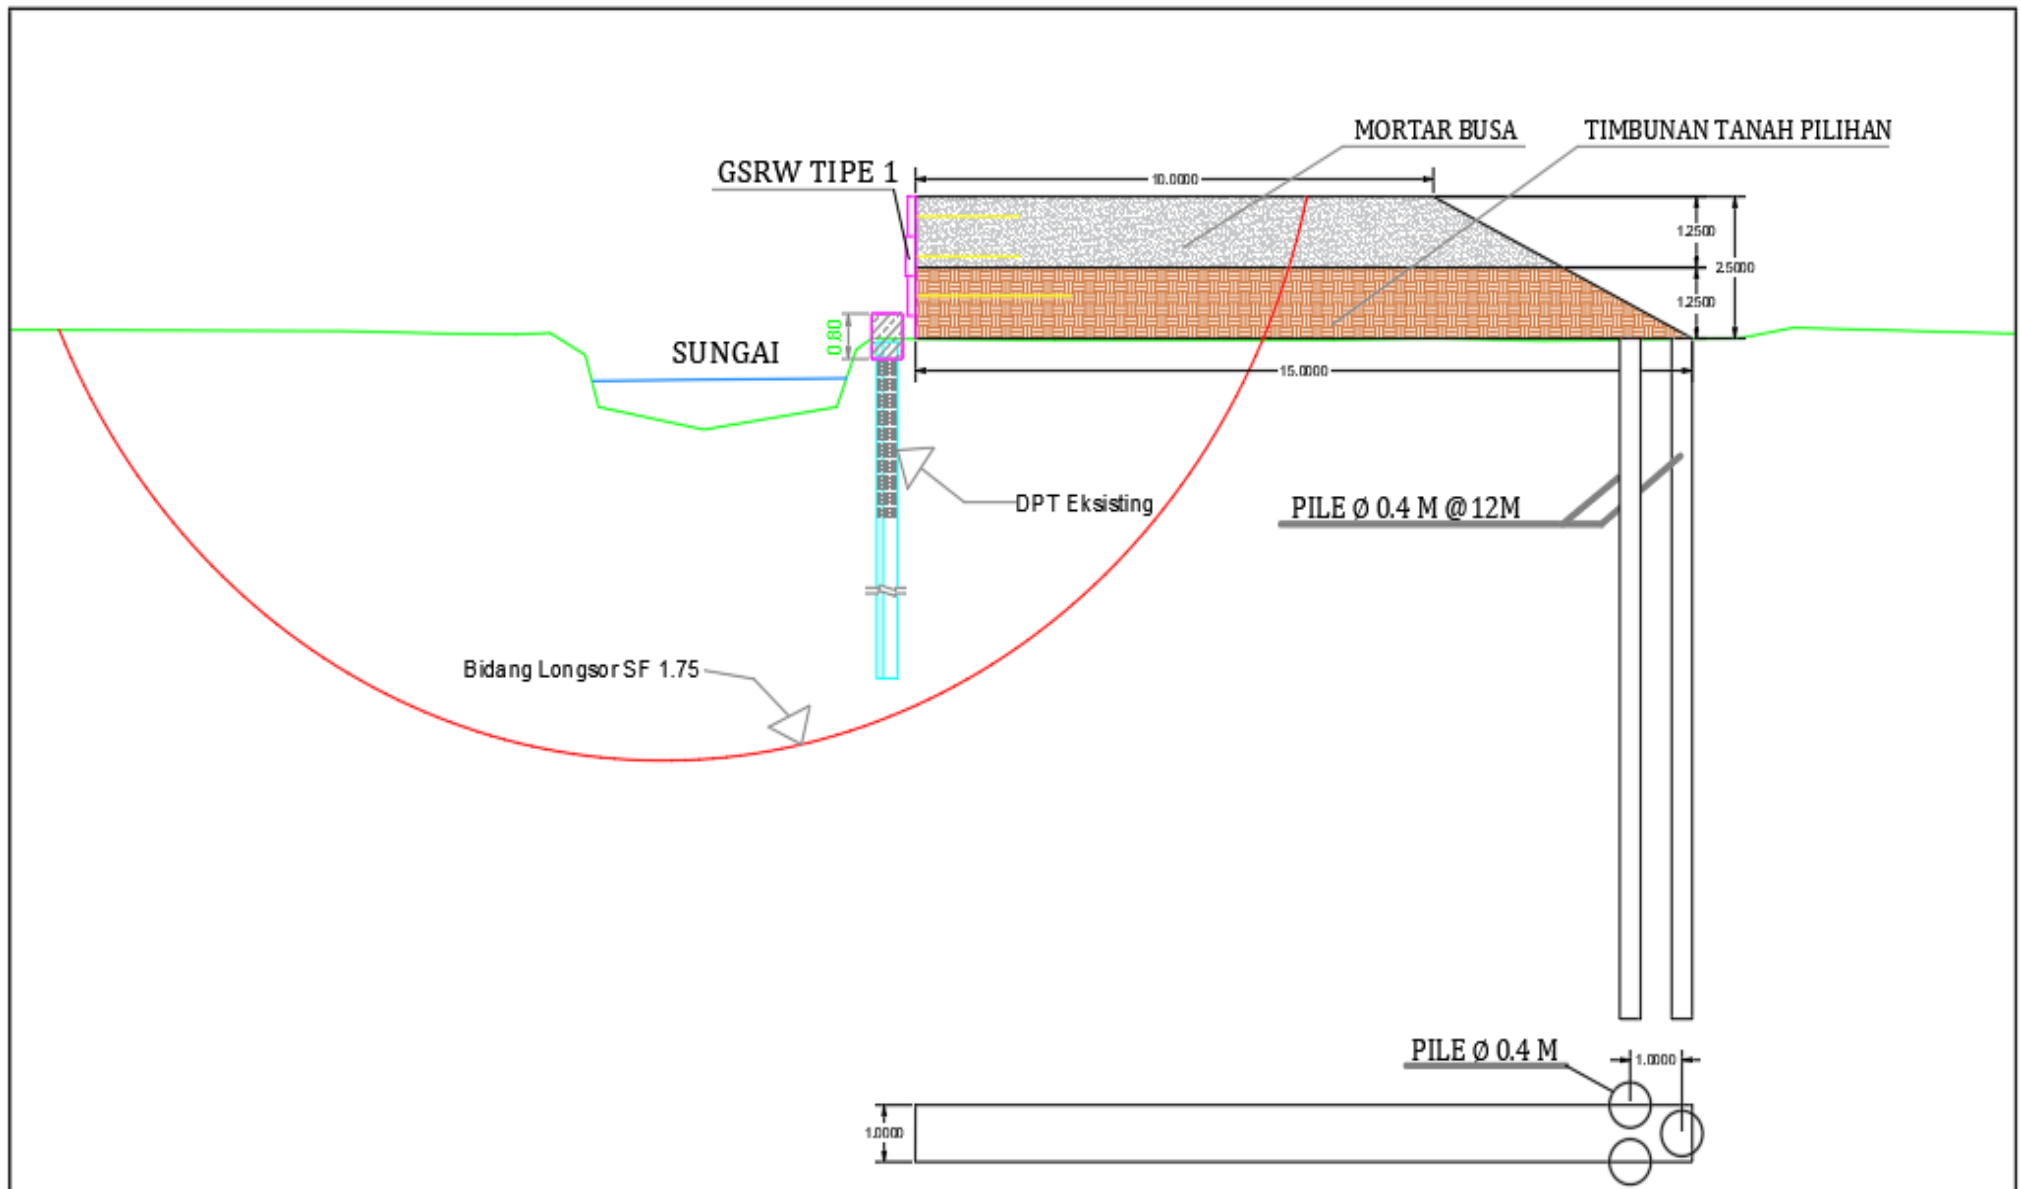 MORTAR BUSA
TIMBUNAN TANAH PILIHAN
GSRW TIPE 1
10.0000
1.2500
2.5000
1.2500
0.80
SUNGAI
15.0000
DPT Eksisting
PILE Ø 0.4 M @ 12M
Bidang Longsor SF 1.75
PILE Ø 0.4 M
1.0000
1.0000